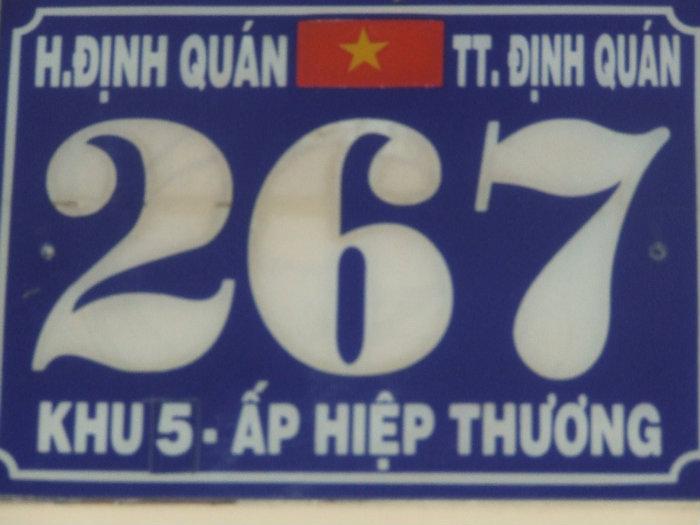 H.ĐỊNH QUÁN TT. ĐỊNH QUÁN
267
KHU 5 - ẤP HIỆP THƯƠNG